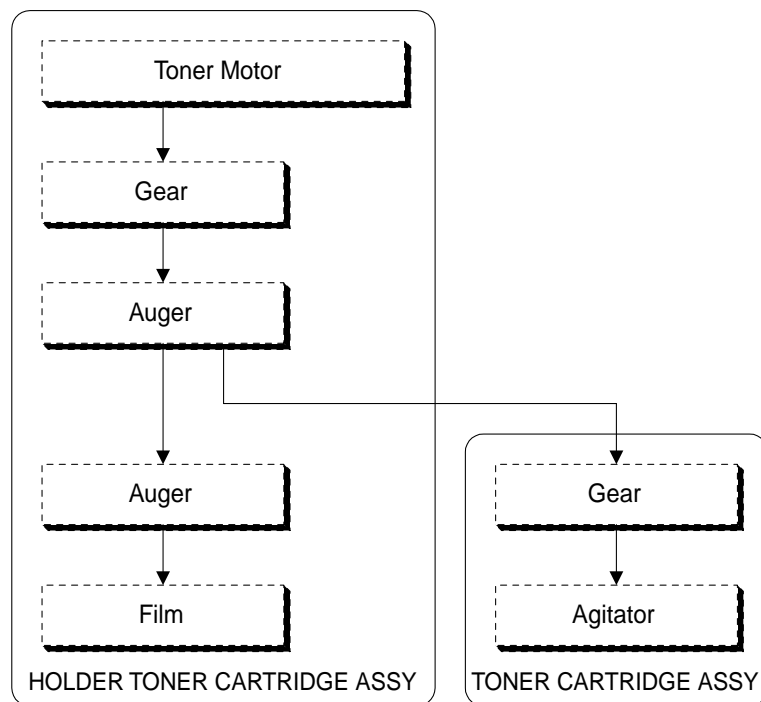 Toner Motor
Gear
Auger
Auger
Film
HOLDER TONER CARTRIDGE ASSY
Gear
Agitator
TONER CARTRIDGE ASSY